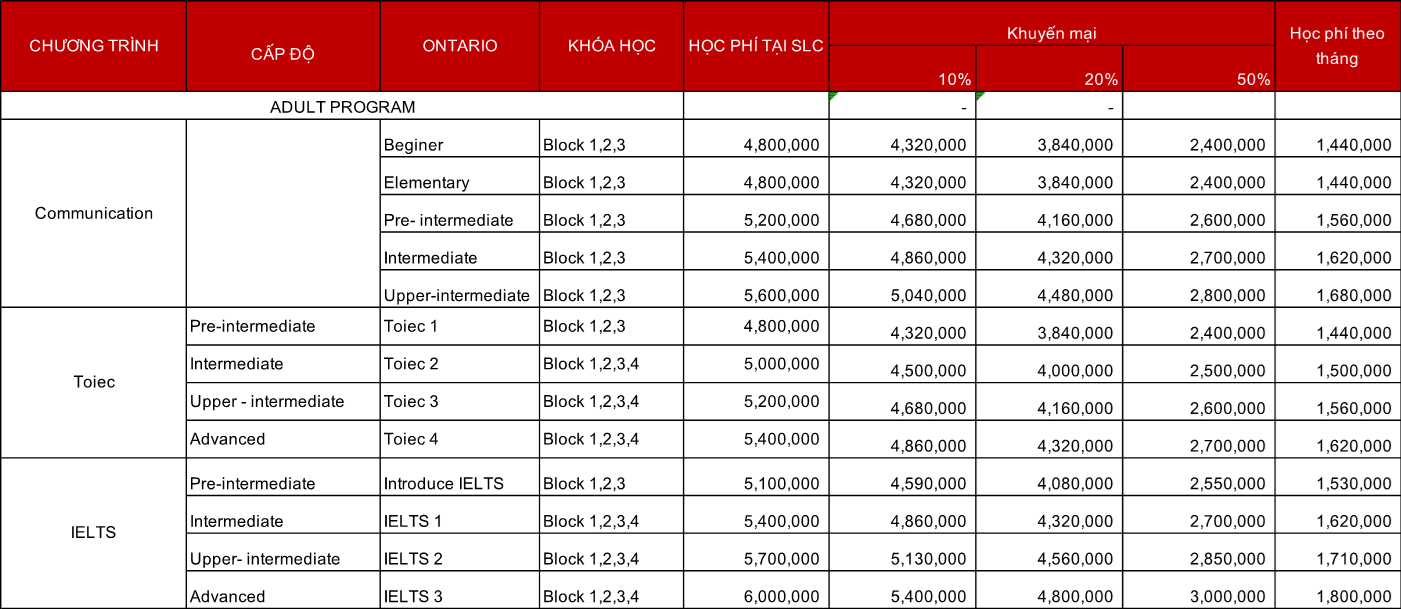 CHƯƠNG TRÌNH CẤP ĐỘ ONTARIO KHÓA HỌC HỌC PHÍ TẠI SLC Khuyến mại Học phí theo tháng
10% 20% 50%
ADULT PROGRAM - -
Communication
Beginer Block 1,2,3 4,800,000 4,320,000 3,840,000 2,400,000 1,440,000
Elementary Block 1,2,3 4,800,000 4,320,000 3,840,000 2,400,000 1,440,000
Pre- intermediate Block 1,2,3 5,200,000 4,680,000 4,160,000 2,600,000 1,560,000
Intermediate Block 1,2,3 5,400,000 4,860,000 4,320,000 2,700,000 1,620,000
Upper-intermediate Block 1,2,3 5,600,000 5,040,000 4,480,000 2,800,000 1,680,000
Toiec
Pre-intermediate Toiec 1 Block 1,2,3 4,800,000 4,320,000 3,840,000 2,400,000 1,440,000
Intermediate Toiec 2 Block 1,2,3,4 5,000,000 4,500,000 4,000,000 2,500,000 1,500,000
Upper - intermediate Toiec 3 Block 1,2,3,4 5,200,000 4,680,000 4,160,000 2,600,000 1,560,000
Advanced Toiec 4 Block 1,2,3,4 5,400,000 4,860,000 4,320,000 2,700,000 1,620,000
IELTS
Pre-intermediate Introduce IELTS Block 1,2,3 5,100,000 4,590,000 4,080,000 2,550,000 1,530,000
Intermediate IELTS 1 Block 1,2,3,4 5,400,000 4,860,000 4,320,000 2,700,000 1,620,000
Upper- intermediate IELTS 2 Block 1,2,3,4 5,700,000 5,130,000 4,560,000 2,850,000 1,710,000
Advanced IELTS 3 Block 1,2,3,4 6,000,000 5,400,000 4,800,000 3,000,000 1,800,000